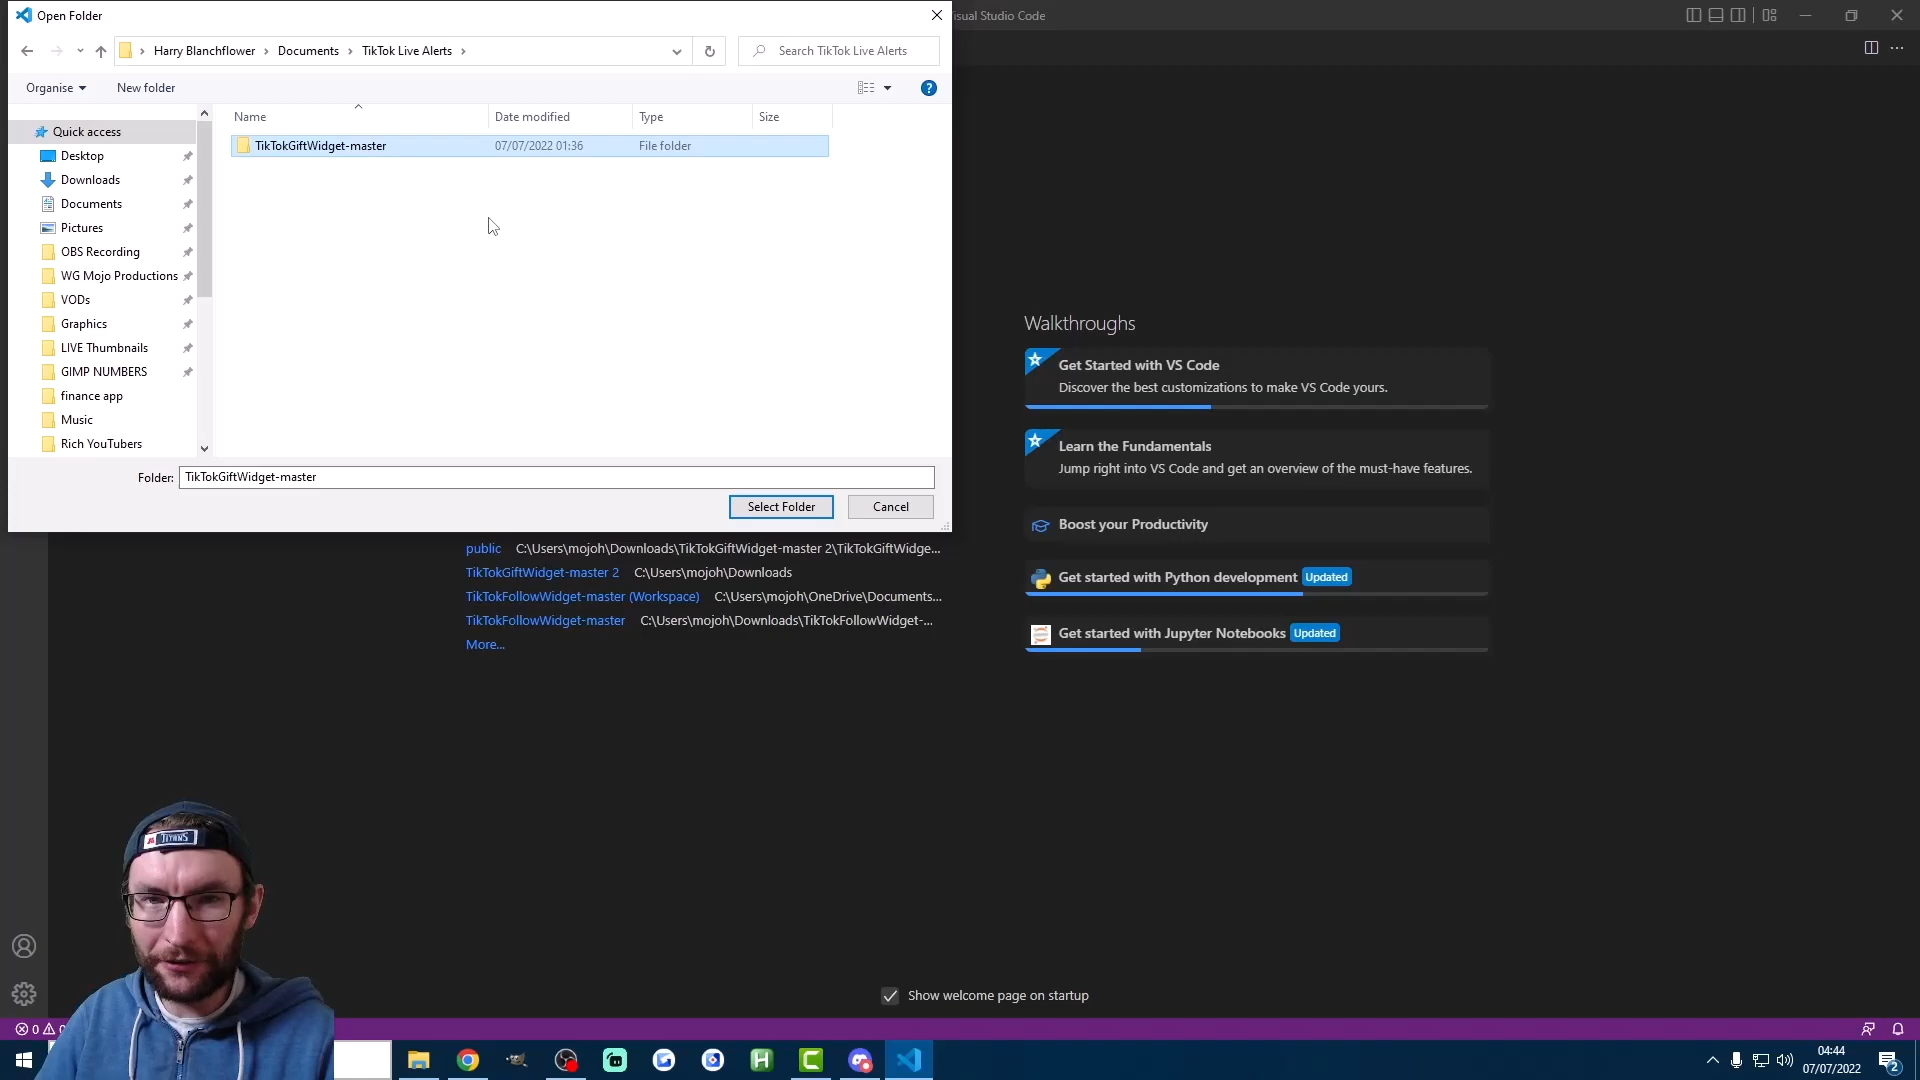 Open Folder
isual Studio Code
Harry Blanchflower
Documents
TikTok Live Alerts
Search TikTok Live Alerts
Organise
New folder
Name
Date modified
Type
Size
Quick access
TikTokGiftWidget-master
07/07/2022 01:36
File folder
Desktop
Downloads
Documents
Pictures
OBS Recording
WG Mojo Productions
VODs
Graphics
LIVE Thumbnails
GIMP NUMBERS
finance app
Music
Rich YouTubers
Folder:
TikTokGiftWidget-master
Select Folder
Cancel
public C:\Users\mojoh\Downloads\TikTokGiftWidget-master 2\TikTokGiftWidge...
TikTokGiftWidget-master 2 C:\Users\mojoh\Downloads
TikTokFollowWidget-master (Workspace) C:\Users\mojoh\OneDrive\Documents...
TikTokFollowWidget-master C:\Users\mojoh\Downloads\TikTokFollowWidget-...
More...
Walkthroughs
Get Started with VS Code
Discover the best customizations to make VS Code yours.
Learn the Fundamentals
Jump right into VS Code and get an overview of the must-have features.
Boost your Productivity
Get started with Python development Updated
Get started with Jupyter Notebooks Updated
TITANS
Show welcome page on startup
0
04:44
07/07/2022
2